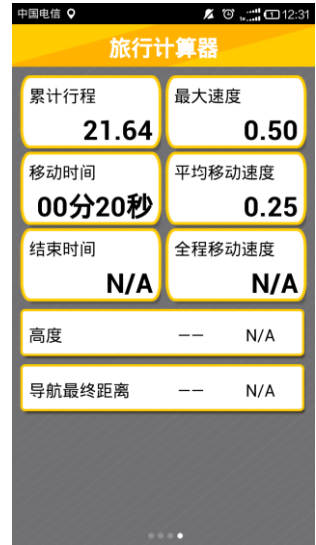 中国电信 12:31
旅行计算器
累计行程 最大速度
21.64 0.50
移动时间 平均移动速度
00分20秒 0.25
结束时间 全程移动速度
N/A N/A
高度 -- N/A
导航最终距离 -- N/A